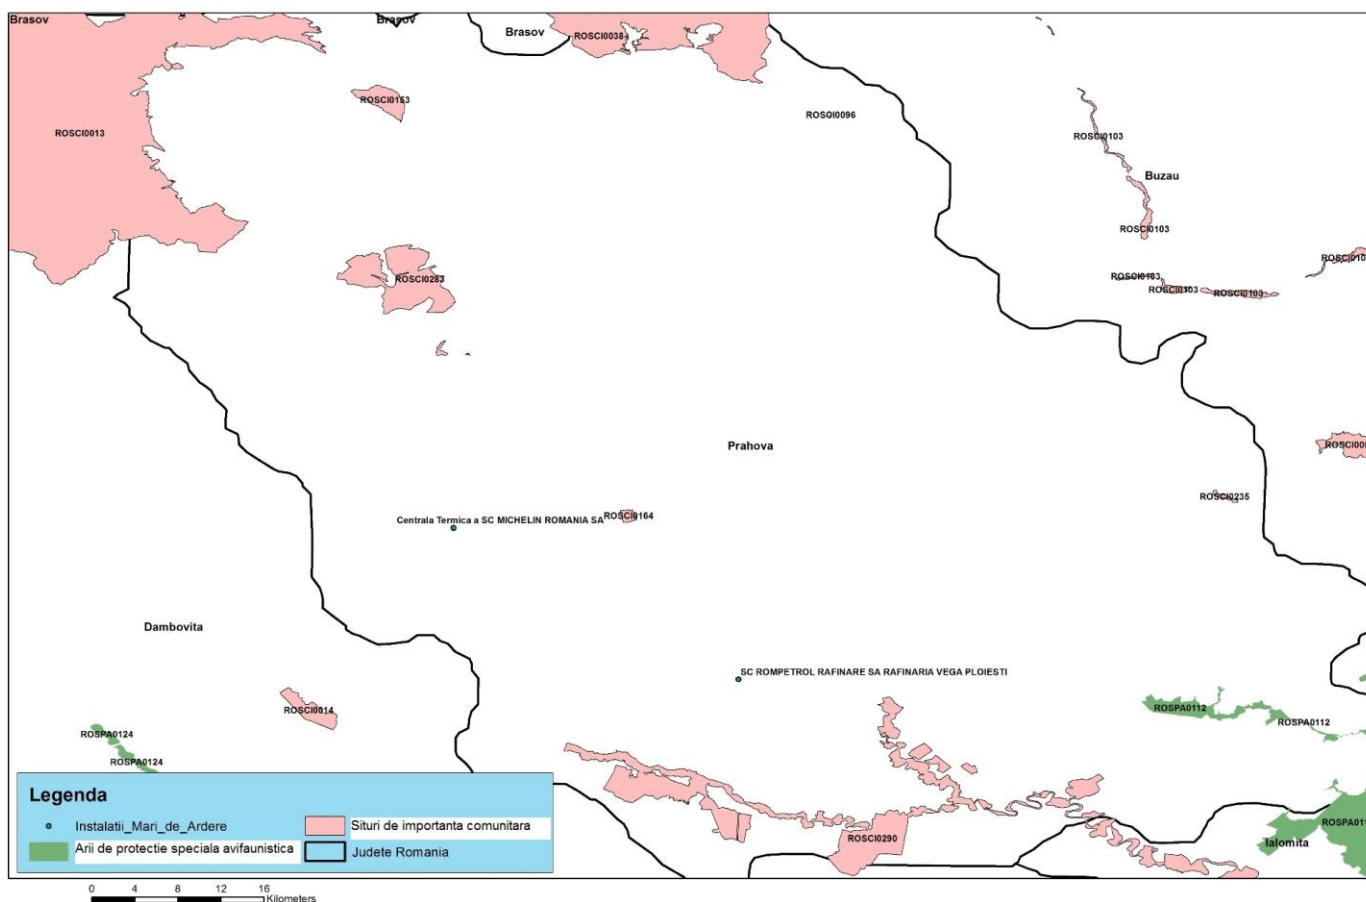 Brasov
Brasov
Brasov
ROSCI0038
ROSCI0153
ROSCI0096
ROSCI0013
ROSCI0103
Buzau
ROSCI0103
ROSCI0283
ROSCI0103
ROSCI0103
ROSCI0103
ROSCI010
Prahova
ROSCI00
ROSCI0235
Centrala Termica a SC MICHELIN ROMANIA SA
ROSCI0164
Dambovita
SC ROMPETROL RAFINARE SA RAFINARIA VEGA PLOIESTI
ROSCI0014
ROSPA0112
ROSPA0112
ROSPA0124
ROSPA0124
ROSCI0290
ROSPA011
Ialomita
Legenda
Instalatii_Mari_de_Ardere
Situri de importanta comunitara
Arii de protectie speciala avifaunistica
Judete Romania
0 4 8 12 16
Kilometers